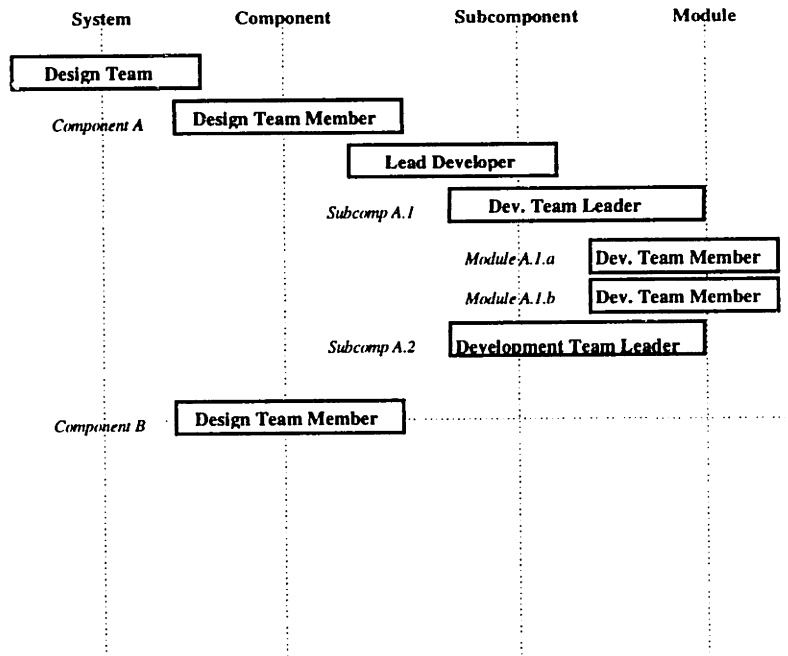 System Component Subcomponent Module
Design Team
Component A Design Team Member
Lead Developer
Subcomp A.1 Dev. Team Leader
Module A.1.a Dev. Team Member
Module A.1.b Dev. Team Member
Subcomp A.2 Development Team Leader
Component B Design Team Member